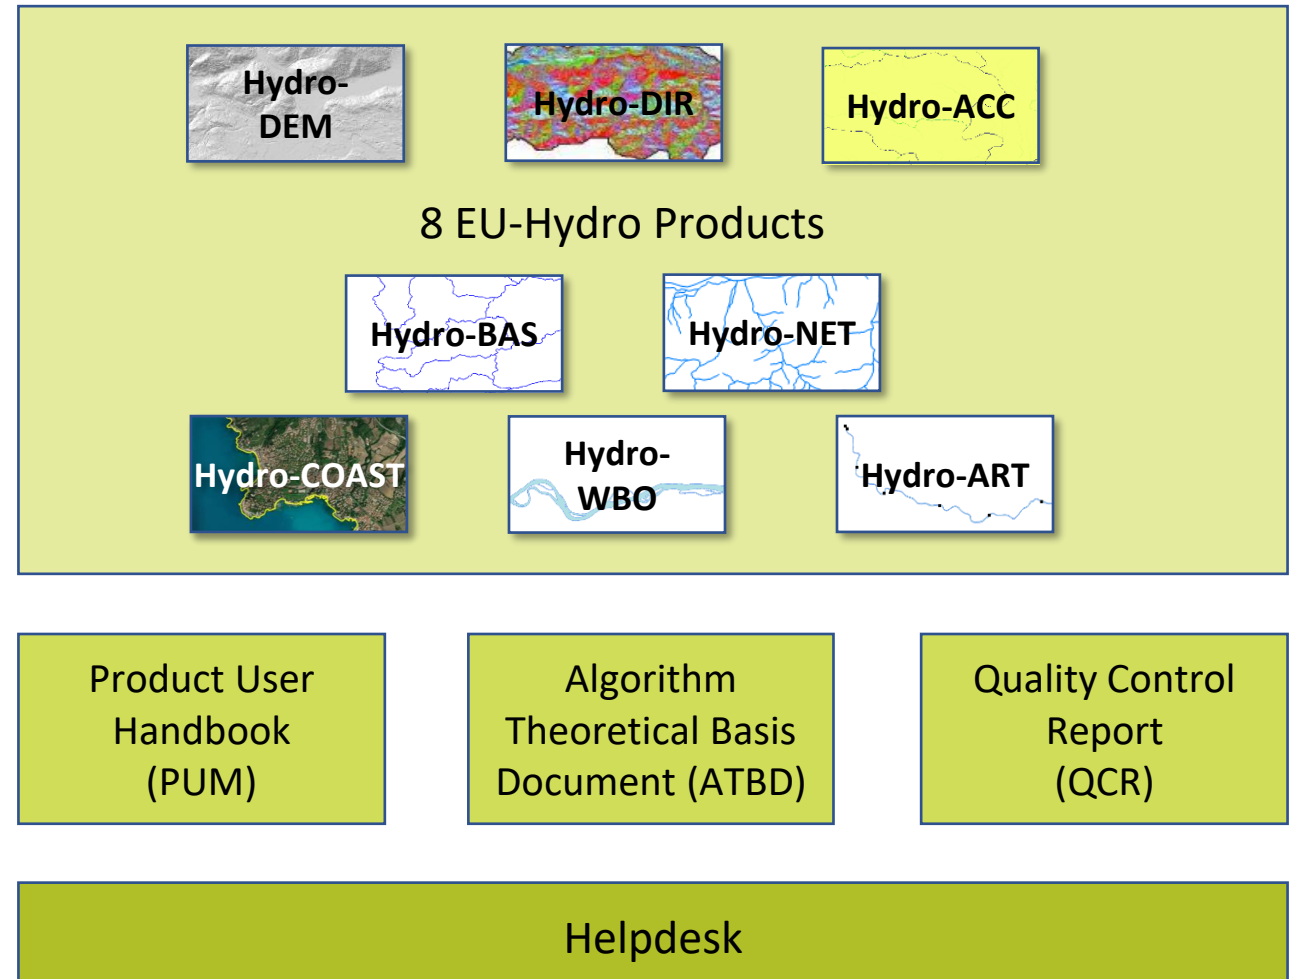 Hydro-
DEM
Hydro-DIR
Hydro-ACC
8 EU-Hydro Products
Hydro-BAS
Hydro-NET
Hydro-COAST
Hydro-
WBO
Hydro-ART
Product User
Handbook
(PUM)
Algorithm
Theoretical Basis
Document (ATBD)
Quality Control
Report
(QCR)
Helpdesk